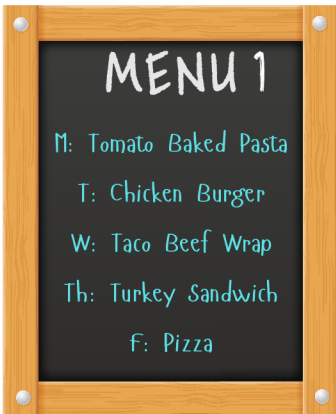 MENU 1
M: Tomato Baked Pasta
T: Chicken Burger
W: Taco Beef Wrap
Th: Turkey Sandwich
F: Pizza